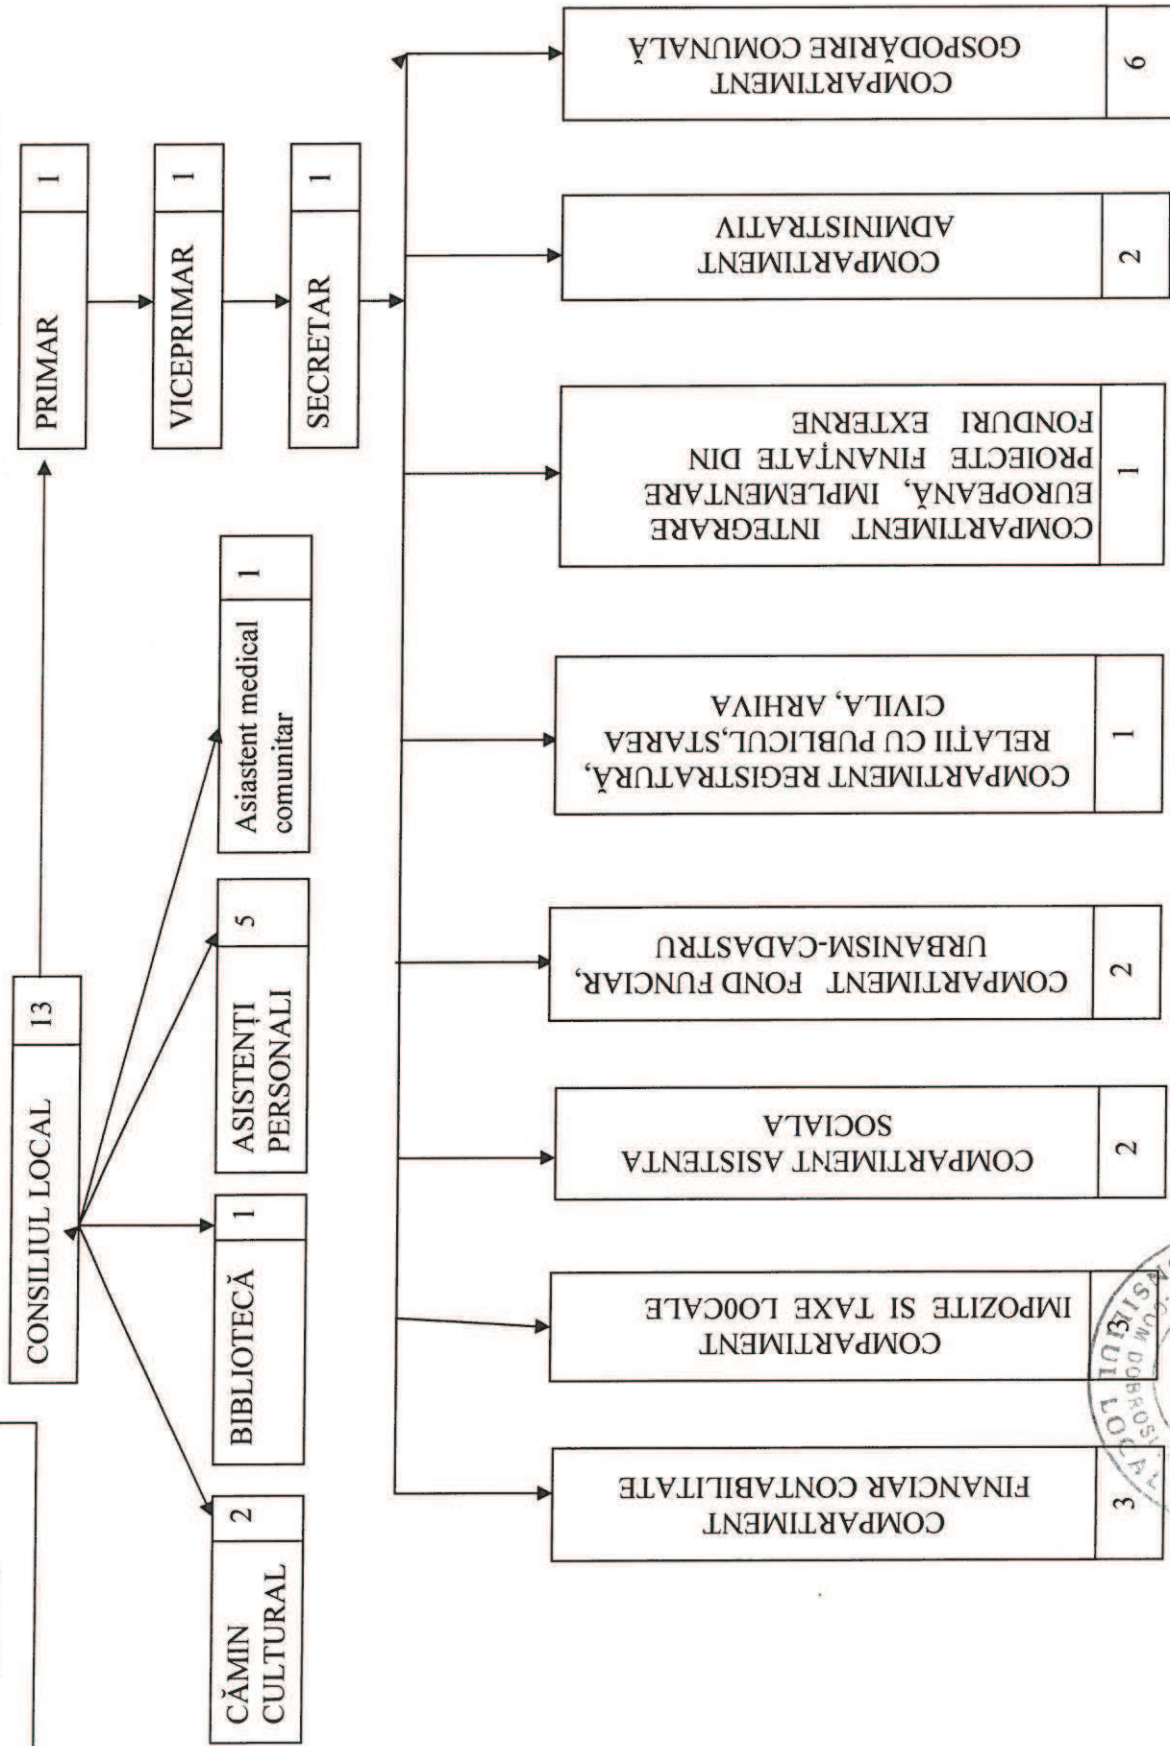 CONSILIUL LOCAL 13
PRIMAR 1
VICEPRIMAR 1
SECRETAR 1
CĂMIN
CULTURAL
2
BIBLIOTECĂ 1
ASISTENȚI
PERSONALI
5
Asiastent medical
comunitar
1
COMPARTIMENT
FINANCIAR CONTABILITATE
3
COMPARTIMENT
IMPOZITE SI TAXE LO0CALE
3
COMPARTIMENT ASISTENTA
SOCIALA
2
COMPARTIMENT FOND FUNCIAR,
URBANISM-CADASTRU
2
COMPARTIMENT REGISTRATURĂ,
RELAȚII CU PUBLICUL,STAREA
CIVILA, ARHIVA
1
COMPARTIMENT INTEGRARE
EUROPEANĂ, IMPLEMENTARE
PROIECTE FINANȚATE DIN
FONDURI EXTERNE
1
COMPARTIMENT
ADMINISTRATIV
2
COMPARTIMENT
GOSPODĂRIRE COMUNALĂ
6
LOCAL